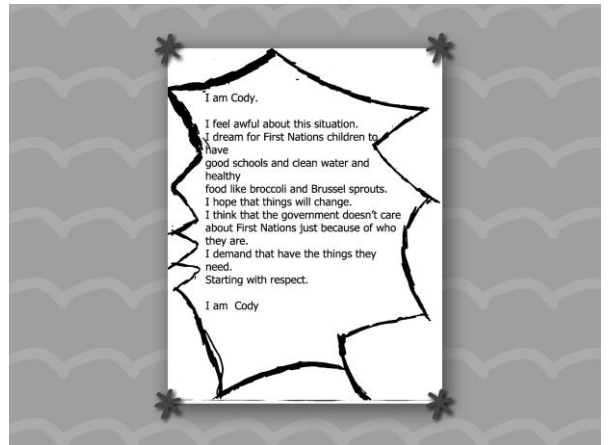 I am Cody.
I feel awful about this situation.
I dream for First Nations children to
have
good schools and clean water and
healthy
food like broccoli and Brussel sprouts.
I hope that things will change.
I think that the government doesn't care
about First Nations just because of who
they are.
I demand that have the things they
need.
Starting with respect.
I am  Cody